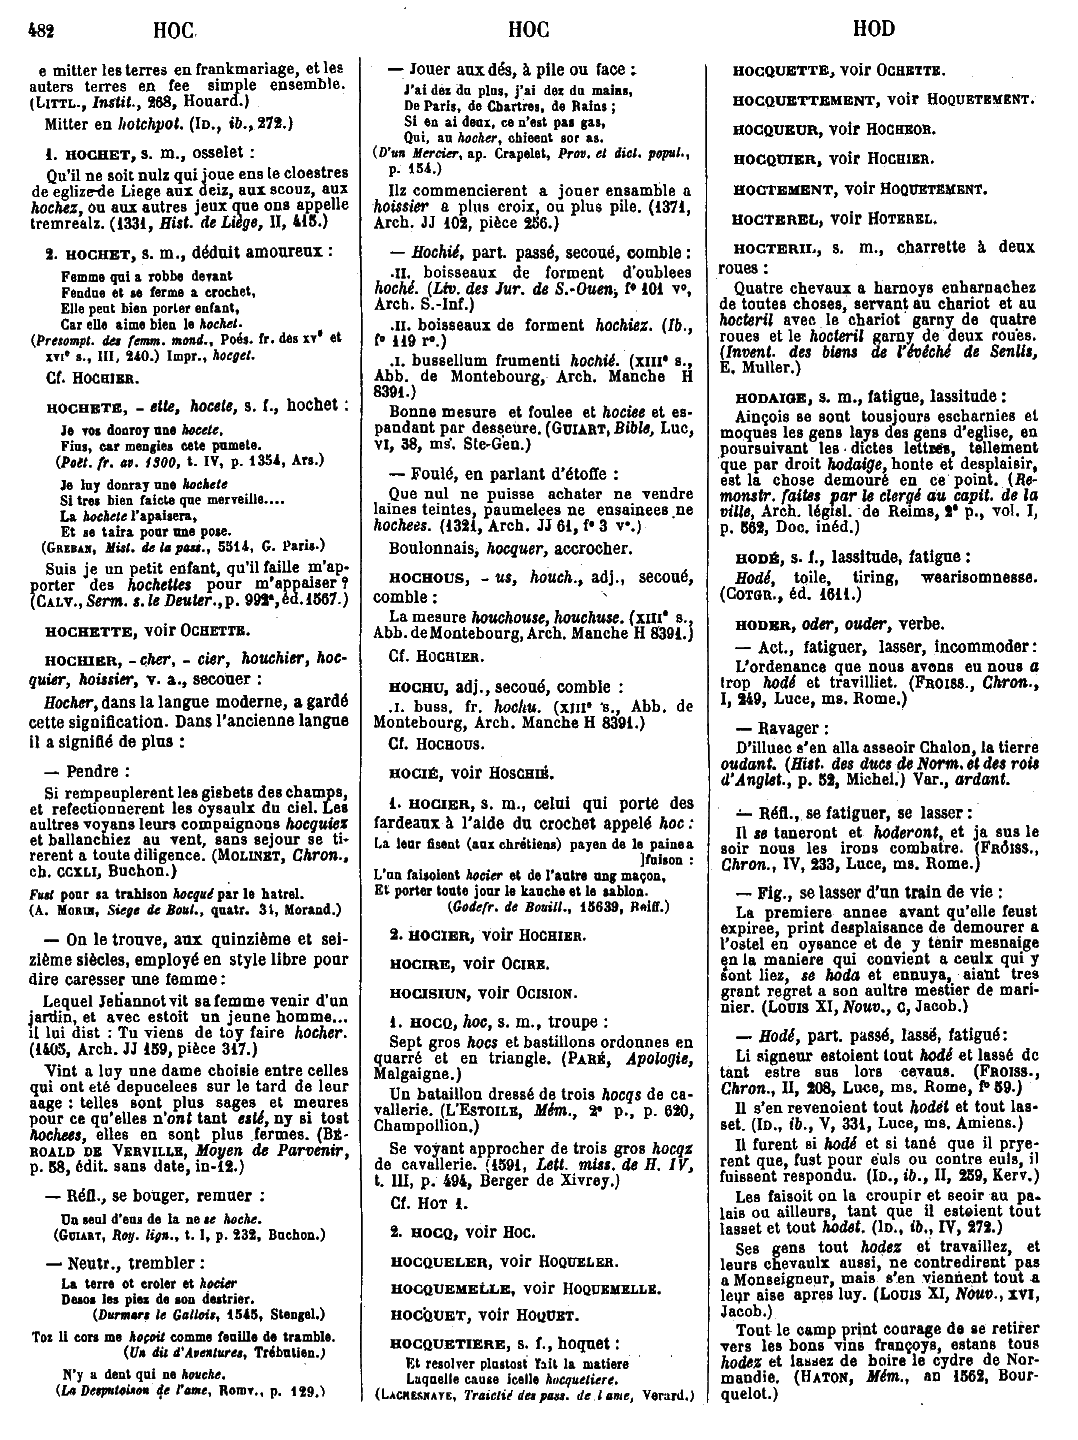 482 HOC HOC HOD
e mitter les terres en frankmariage, et les
auters terres en fee simple ensemble.
(LITTL., Instit., 268, Houard.)
Mitter en hotchpot. (ID., ib., 272.)
1. HOCHET, s. m., osselet :
Qu'il ne soit nulz qui joue ens le cloestres
de eglize de Liege aux deiz, aux scouz, aux
hochez, ou aux autres jeux que ons appelle
tremrealz. (1331, Hist. de Liège, II, 415.)
2. HOCHET, s. m., déduit amoureux :
Femme qui a robbe devant
Fendue et se ferme a crochet,
Elle peut bien porter enfant,
Car elle aime bien le hochet.
(Presompt. des femm. mond., Poés. fr. des XVe et
XVIe s., III, 240.) Impr., hocget.
Cf. HOCHIER.
HOCHETE, - ette, hocete, s. f., hochet :
Je vos donroy une hocete,
Fius, car mengies cete pumete.
(Poët. fr. av. 1300, t. IV, p. 1354, Ars.)
Je luy donray une hochete
Si tres bien faicte que merveille....
La hochete l'apaisera,
Et se taira pour une pose.
(GREBAN, Mist. de la pass., 5514, G. Paris.)
Suis je un petit enfant, qu'il faille m'ap-
porter des hochettes pour m'appaiser ?
(CALV., Serm. s. le Deuter., p. 992a, éd. 1567.)
HOCHETTE, voir OCHETTE.
HOCHIER, - cher, - cier, houchier, hoc-
quier, hoissier, v. a., secouer :
Hocher, dans la langue moderne, a gardé
cette signification. Dans l'ancienne langue
il a signifié de plus :
— Pendre :
Si rempeuplerent les gisbets des champs,
et refectionnerent les oysaulx du ciel. Les
aultres voyans leurs compaignons hocquiez
et ballanchiez au vent, sans sejour se ti-
rerent a toute diligence. (MOLINET, Chron.,
ch. CCXLI, Buchon.)
Fust pour sa trahison hocqué par le hatrel.
(A. MORIN, Siege de Boul., quatr. 31, Morand.)
— On le trouve, aux quinzième et sei-
zième siècles, employé en style libre pour
dire caresser une femme :
Lequel Jehannot vit sa femme venir d'un
jardin, et avec estoit un jeune homme...
il lui dist : Tu viens de toy faire hocher.
(1405, Arch. JJ 159, pièce 317.)
Vint a luy une dame choisie entre celles
qui ont eté depucelees sur le tard de leur
aage : telles sont plus sages et meures
pour ce qu'elles n'ont tant esté, ny si tost
hochees, elles en sont plus fermes. (BÉ-
ROALD DE VERVILLE, Moyen de Parvenir,
p. 58, édit. sans date, in-12.)
— Réfl., se bouger, remuer :
Un seul d'eus de la ne se hoche.
(GUIART, Roy. lign., t. I, p. 232, Buchon.)
— Neutr., trembler :
La terre ot croler et hocier
Desos les piez de son destrier.
(Durmars le Gallois, 1545, Stengel.)
Toz li cors me hoçoit comme feuille de tramble.
(Un dit d'Aventures, Trébutien.)
N'y a dent qui ne houche.
(La Desputoison de l'ame, Romv., p. 129.)
— Jouer aux dés, à pile ou face :
J'ai dez du plus, j'ai dez du mains,
De Paris, de Chartres, de Rains ;
Si en ai deux, ce n'est pas gas,
Qui, au hocher, chieent sor as.
(D'un Mercier, ap. Crapelet, Prov. et dict. popul.,
p. 154.)
Ilz commencierent a jouer ensamble a
hoissier a plus croix, ou plus pile. (1371,
Arch. JJ 102, pièce 256.)
— Hochié, part. passé, secoué, comble :
.II. boisseaux de forment d'oublees
hoché. (Liv. des Jur. de S.-Ouen, fo 101 vo,
Arch. S.-Inf.)
.II. boisseaux de forment hochiez. (Ib.,
fo 119 ro.)
.I. bussellum frumenti hochié. (XIIIe s.,
Abb. de Montebourg, Arch. Manche H
8391.)
Bonne mesure et foulee et hociee et es-
pandant par desseure. (GUIART, Bible, Luc,
VI, 38, ms. Ste-Gen.)
— Foulé, en parlant d'étoffe :
Que nul ne puisse achater ne vendre
laines teintes, paumelees ne ensainees ne
hochees. (1321, Arch. JJ 61, fo 3 vo.)
Boulonnais, hocquer, accrocher.
HOCHOUS, - us, houch., adj., secoué,
comble :
La mesure houchouse, houchuse. (XIIIe s.,
Abb. de Montebourg, Arch. Manche H 8391.)
Cf. HOCHIER.
HOCHU, adj., secoué, comble :
.I. buss. fr. hochu. (XIIIe s., Abb. de
Montebourg, Arch. Manche H 8391.)
Cf. HOCHOUS.
HOCIÉ, voir HOSCHIÉ.
1. HOCIER, s. m., celui qui porte des
fardeaux à l'aide du crochet appelé hoc :
La leur fisent (aux chrétiens) payen de le painea
]fuison :
L'un faisoient hocier et de l'autre ung maçon,
Et porter toute jour le kauche et le sablon.
(Godefr. de Bouill., 15639, Reiff.)
2. HOCIER, voir HOCHIER.
HOCIRE, voir OCIRE.
HOCISIUN, voir OCISION.
1. HOCQ, hoc, s. m., troupe :
Sept gros hocs et bastillons ordonnes en
quarré et en triangle. (PARÉ, Apologie,
Malgaigne.)
Un bataillon dressé de trois hocqs de ca-
vallerie. (L'ESTOILE, Mém., 2e p., p. 620,
Champollion.)
Se voyant approcher de trois gros hocqz
de cavallerie. (1591, Lett. miss. de H. IV,
t. III, p. 494, Berger de Xivrey.)
Cf. HOT 1.
2. HOCQ, voir HOC.
HOCQUELER, voir HOQUELER.
HOCQUEMELLE, voir HOQUEMELLE.
HOCQUET, voir HOQUET.
HOCQUETIERE, s. f., hoquet :
Et resolver plustost fait la matiere
Laquelle cause icelle hocquetiere.
(LACHESNAYE, Traictié des pass. de l ame, Verard.)
HOCQUETTE, voir OCHETTE.
HOCQUETTEMENT, voir HOQUETEMENT.
HOCQUEUR, voir HOCHEOR.
HOCQUIER, voir HOCHIER.
HOCTEMENT, voir HOQUETEMENT.
HOCTEREL, voir HOTEREL.
HOCTERIL, s. m., charrette à deux
roues :
Quatre chevaux a harnoys enharnachez
de toutes choses, servant au chariot et au
hocteril avec le chariot garny de quatre
roues et le hocteril garny de deux roues.
(Invent. des biens de l'évêché de Senlis,
E. Muller.)
HODAIGE, s. m., fatigue, lassitude :
Ainçois se sont tousjours escharnies et
moques les gens lays des gens d'eglise, en
poursuivant les dictes lettres, tellement
que par droit hodaige, honte et desplaisir,
est la chose demouré en ce point. (Re-
monstr. faites par le clergé au capit. de la
ville, Arch. législ. de Reims, 2e p., vol. I,
p. 562, Doc. inéd.)
HODÉ, s. f., lassitude, fatigue :
Hodé, toile, tiring, wearisomnesse.
(COTGR., éd. 1611.)
HODER, oder, ouder, verbe.
— Act., fatiguer, lasser, incommoder :
L'ordenance que nous avons eu nous a
trop hodé et travilliet. (FROISS., Chron.,
I, 249, Luce, ms. Rome.)
— Ravager :
D'illuec s'en alla asseoir Chalon, la tierre
oudant. (Hist. des ducs de Norm. et des rois
d'Anglet., p. 52, Michel.) Var., ardant.
— Réfl., se fatiguer, se lasser :
Il se taneront et hoderont, et ja sus le
soir nous les irons combatre. (FROISS.,
Chron., IV, 233, Luce, ms. Rome.)
— Fig., se lasser d'un train de vie :
La premiere annee avant qu'elle feust
expiree, print desplaisance de demourer a
l'ostel en oysance et de y tenir mesnaige
en la maniere qui convient a ceulx qui y
sont liez, se hoda et ennuya, aiant tres
grant regret a son aultre mestier de mari-
nier. (LOUIS XI, Nouv., C, Jacob.)
— Hodé, part. passé, lassé, fatigué :
Li signeur estoient tout hodé et lassé de
tant estre sus lors cevaus. (FROISS.,
Chron., II, 208, Luce, ms. Rome, fo 59.)
Il s'en revenoient tout hodet et tout las-
set. (ID., ib., V, 331, Luce, ms. Amiens.)
Il furent si hodé et si tané que il prye-
rent que, fust pour euls ou contre euls, il
fuissent respondu. (ID., ib., II, 259, Kerv.)
Les faisoit on la croupir et seoir au pa-
lais ou ailleurs, tant que il estoient tout
lasset et tout hodet. (ID., ib., IV, 272.)
Ses gens tout hodez et travaillez, et
leurs chevaulx aussi, ne contredirent pas
a Monseigneur, mais s'en viennent tout a
leur aise apres luy. (LOUIS XI, Nouv., XVI,
Jacob.)
Tout le camp print courage de se retirer
vers les bons vins françoys, estans tous
hodez et lassez de boire le cydre de Nor-
mandie. (HATON, Mém., an 1562, Bour-
quelot.)